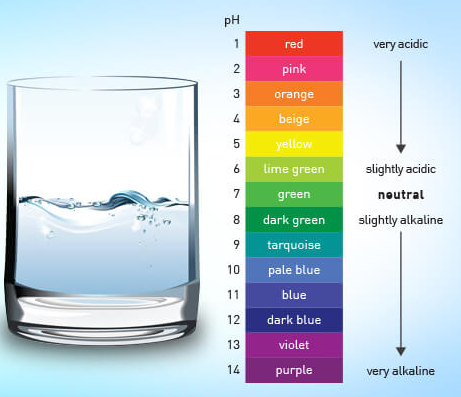 pH
1 red very acidic
2 pink
3 orange
4 beige
5 yellow
6 lime green slightly acidic
7 green neutral
8 dark green slightly alkaline
9 tarquoise
10 pale blue
11 blue
12 dark blue
13 violet
14 purple very alkaline